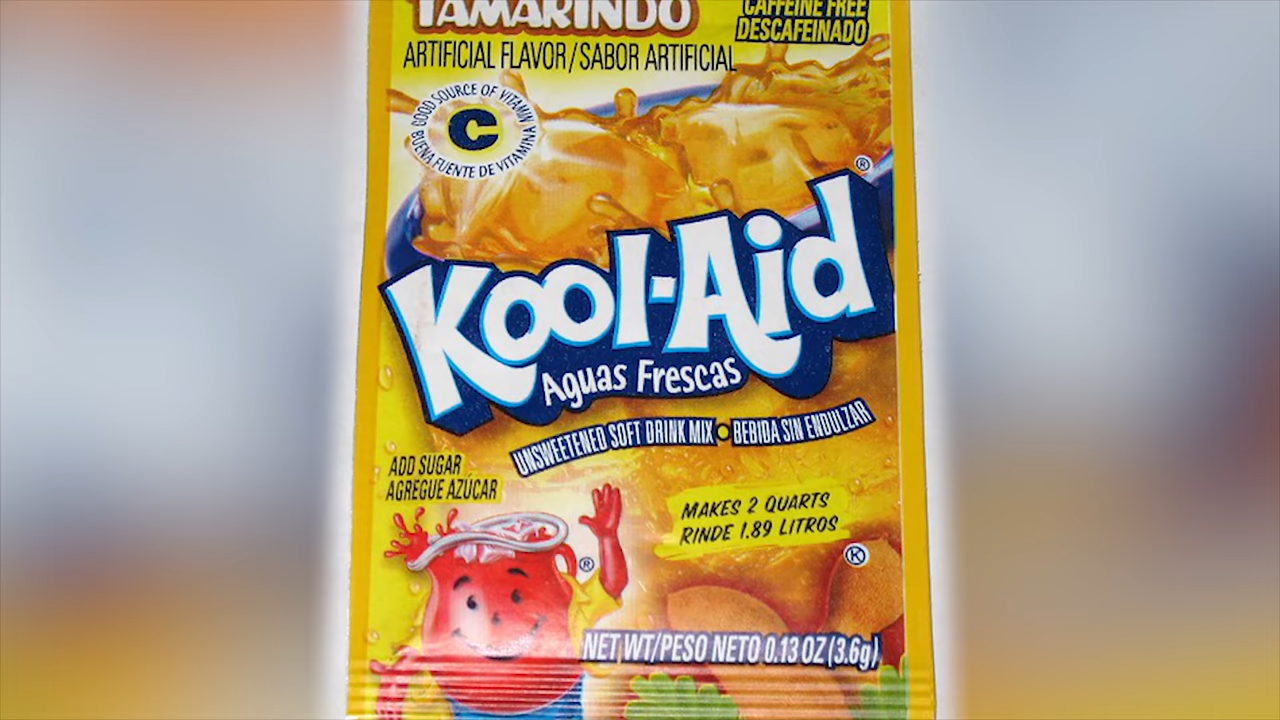 TAMARINDO
CAFFEINE FREE
DESCAFEINADO
ARTIFICIAL FLAVOR/SABOR ARTIFICIAL
GOOD SOURCE OF VITAMIN
C
BUENA FUENTE DE VITAMINA
®
Kool-Aid
Aguas Frescas
UNSWEETENED SOFT DRINK MIX • BEBIDA SIN ENDULZAR
ADD SUGAR
AGREGUE AZÚCAR
MAKES 2 QUARTS
RINDE 1.89 LITROS
K
®
NET WT/PESO NETO 0.13 OZ (3.6g)